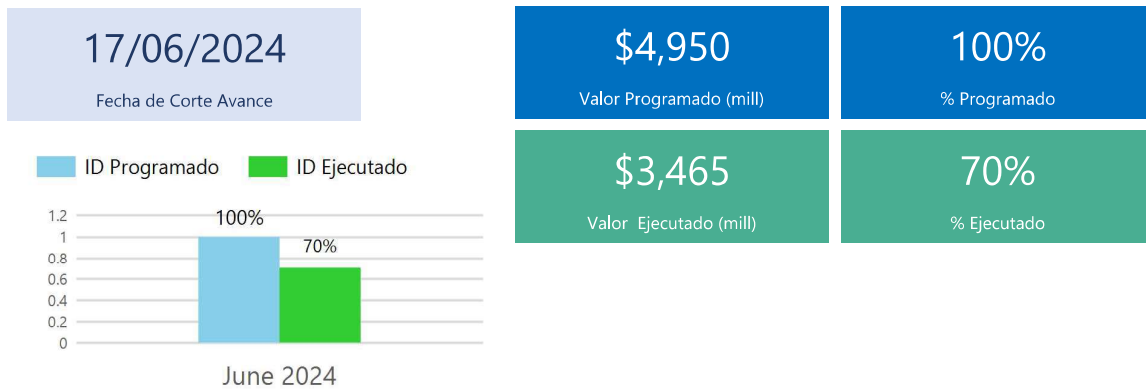 17/06/2024
Fecha de Corte Avance
$4,950
Valor Programado (mill)
100%
% Programado
$3,465
Valor Ejecutado (mill)
70%
% Ejecutado
ID Programado
ID Ejecutado
1.2
1
0.8
0.6
0.4
0.2
0
100%
70%
June 2024